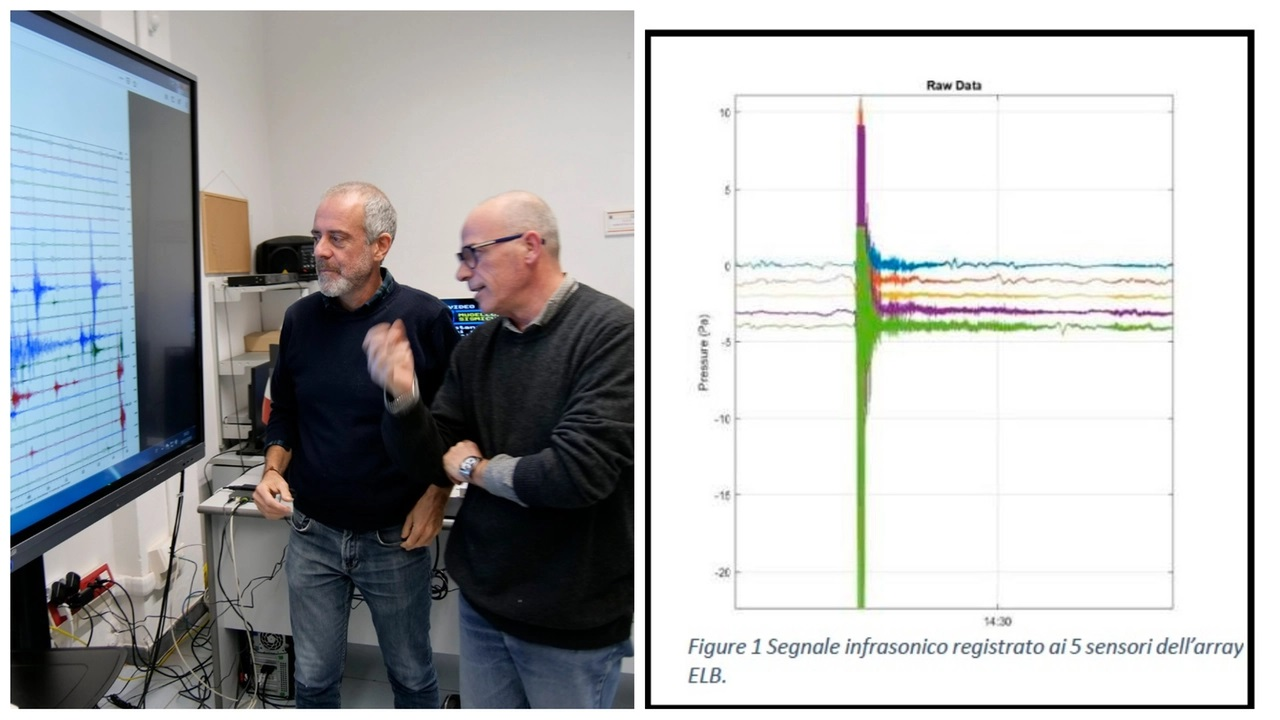 VIDEO
Raw Data
10
5
0
-5
-10
-15
-20
Pressure (Pa)
14:30
Figure 1 Segnale infrasonico registrato ai 5 sensori dell’array
ELB.